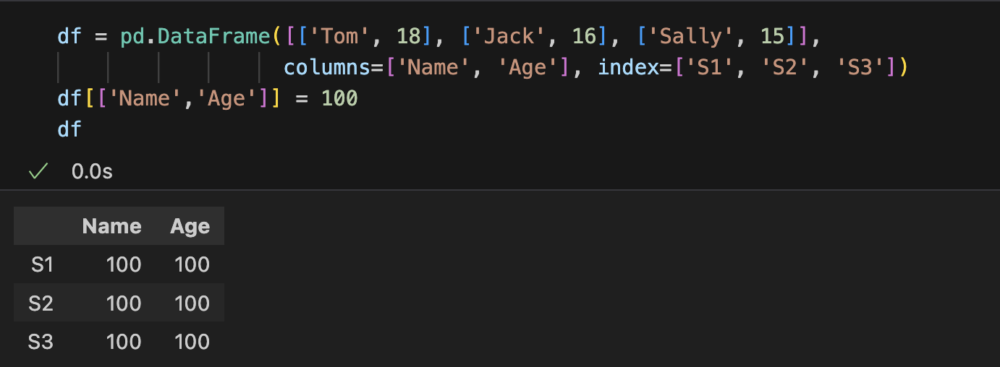 df = pd.DataFrame([['Tom', 18], ['Jack', 16], ['Sally', 15]],
columns=['Name', 'Age'], index=['S1', 'S2', 'S3'])
df[['Name','Age']] = 100
df
0.0s
Name Age
S1 100 100
S2 100 100
S3 100 100